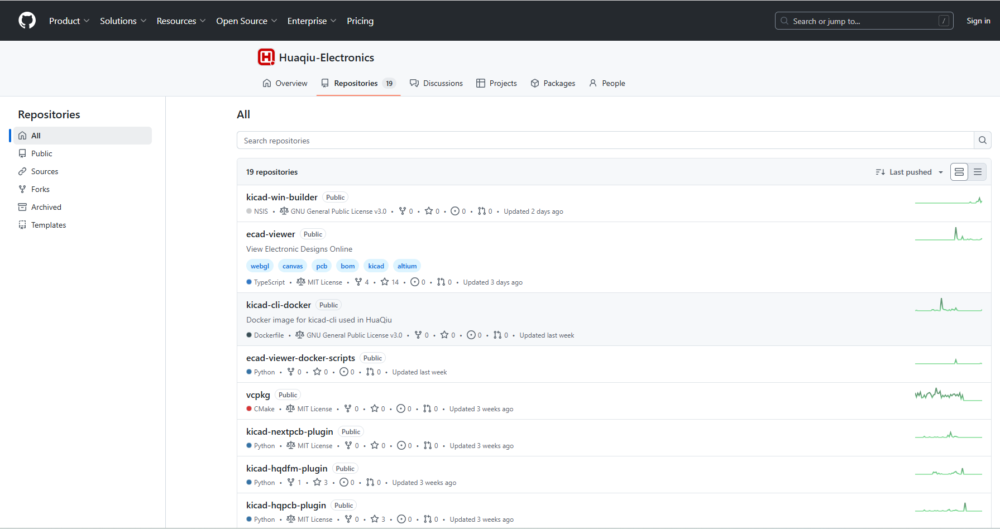 Product Solutions Resources Open Source Enterprise Pricing Search or jump to... / Sign in
Huaqiu-Electronics
Overview Repositories 19 Discussions Projects Packages People
Repositories
All
Public
Sources
Forks
Archived
Templates
All
Search repositories
19 repositories Last pushed
kicad-win-builder Public
NSIS • GNU General Public License v3.0 • 0 • 0 • 0 • 0 • Updated 2 days ago
ecad-viewer Public
View Electronic Designs Online
webgl canvas pcb bom kicad altium
TypeScript • MIT License • 4 • 14 • 0 • 0 • Updated 3 days ago
kicad-cli-docker Public
Docker image for kicad-cli used in HuaQiu
Dockerfile • GNU General Public License v3.0 • 0 • 0 • 0 • 0 • Updated last week
ecad-viewer-docker-scripts Public
Python • 0 • 0 • 0 • 0 • Updated last week
vcpkg Public
CMake • MIT License • 0 • 0 • 0 • 0 • Updated 3 weeks ago
kicad-nextpcb-plugin Public
Python • MIT License • 0 • 0 • 0 • 0 • Updated 3 weeks ago
kicad-hqdfm-plugin Public
Python • 1 • 3 • 0 • 0 • Updated 3 weeks ago
kicad-hqpcb-plugin Public
Python • MIT License • 0 • 3 • 0 • 0 • Updated 3 weeks ago